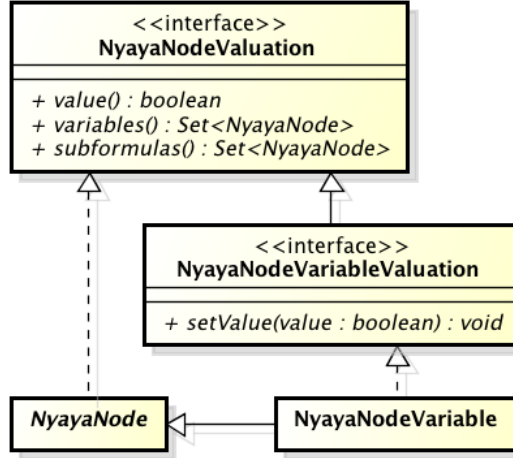 <<interface>>
NyayaNodeValuation
+ value() : boolean
+ variables() : Set<NyayaNode>
+ subformulas() : Set<NyayaNode>
<<interface>>
NyayaNodeVariableValuation
+ setValue(value : boolean) : void
NyayaNode
NyayaNodeVariable